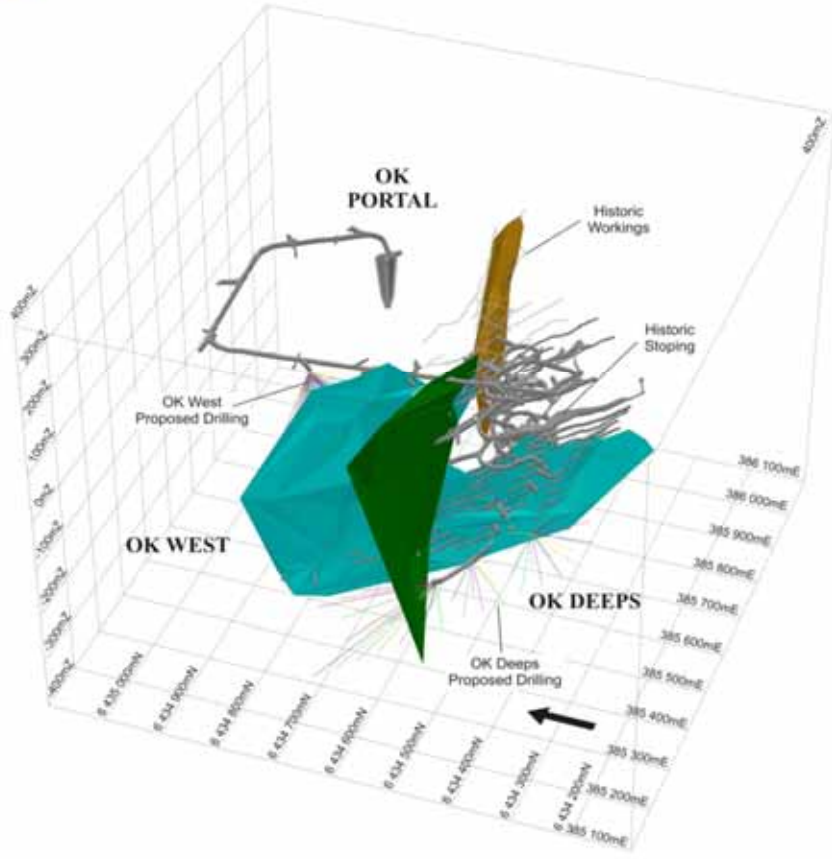 400mZ
OK
PORTAL
Historic
Workings
400mZ
300mZ
200mZ
100mZ
0mZ
-100mZ
-200mZ
-300mZ
-400mZ
Historic
Stoping
OK West
Proposed Drilling
OK WEST
OK DEEPS
OK Deeps
Proposed Drilling
386 100mE
386 000mE
385 900mE
385 800mE
385 700mE
385 600mE
385 500mE
385 400mE
385 300mE
385 200mE
385 100mE
6 435 000mN
6 434 900mN
6 434 800mN
6 434 700mN
6 434 600mN
6 434 500mN
6 434 400mN
6 434 300mN
6 434 200mN